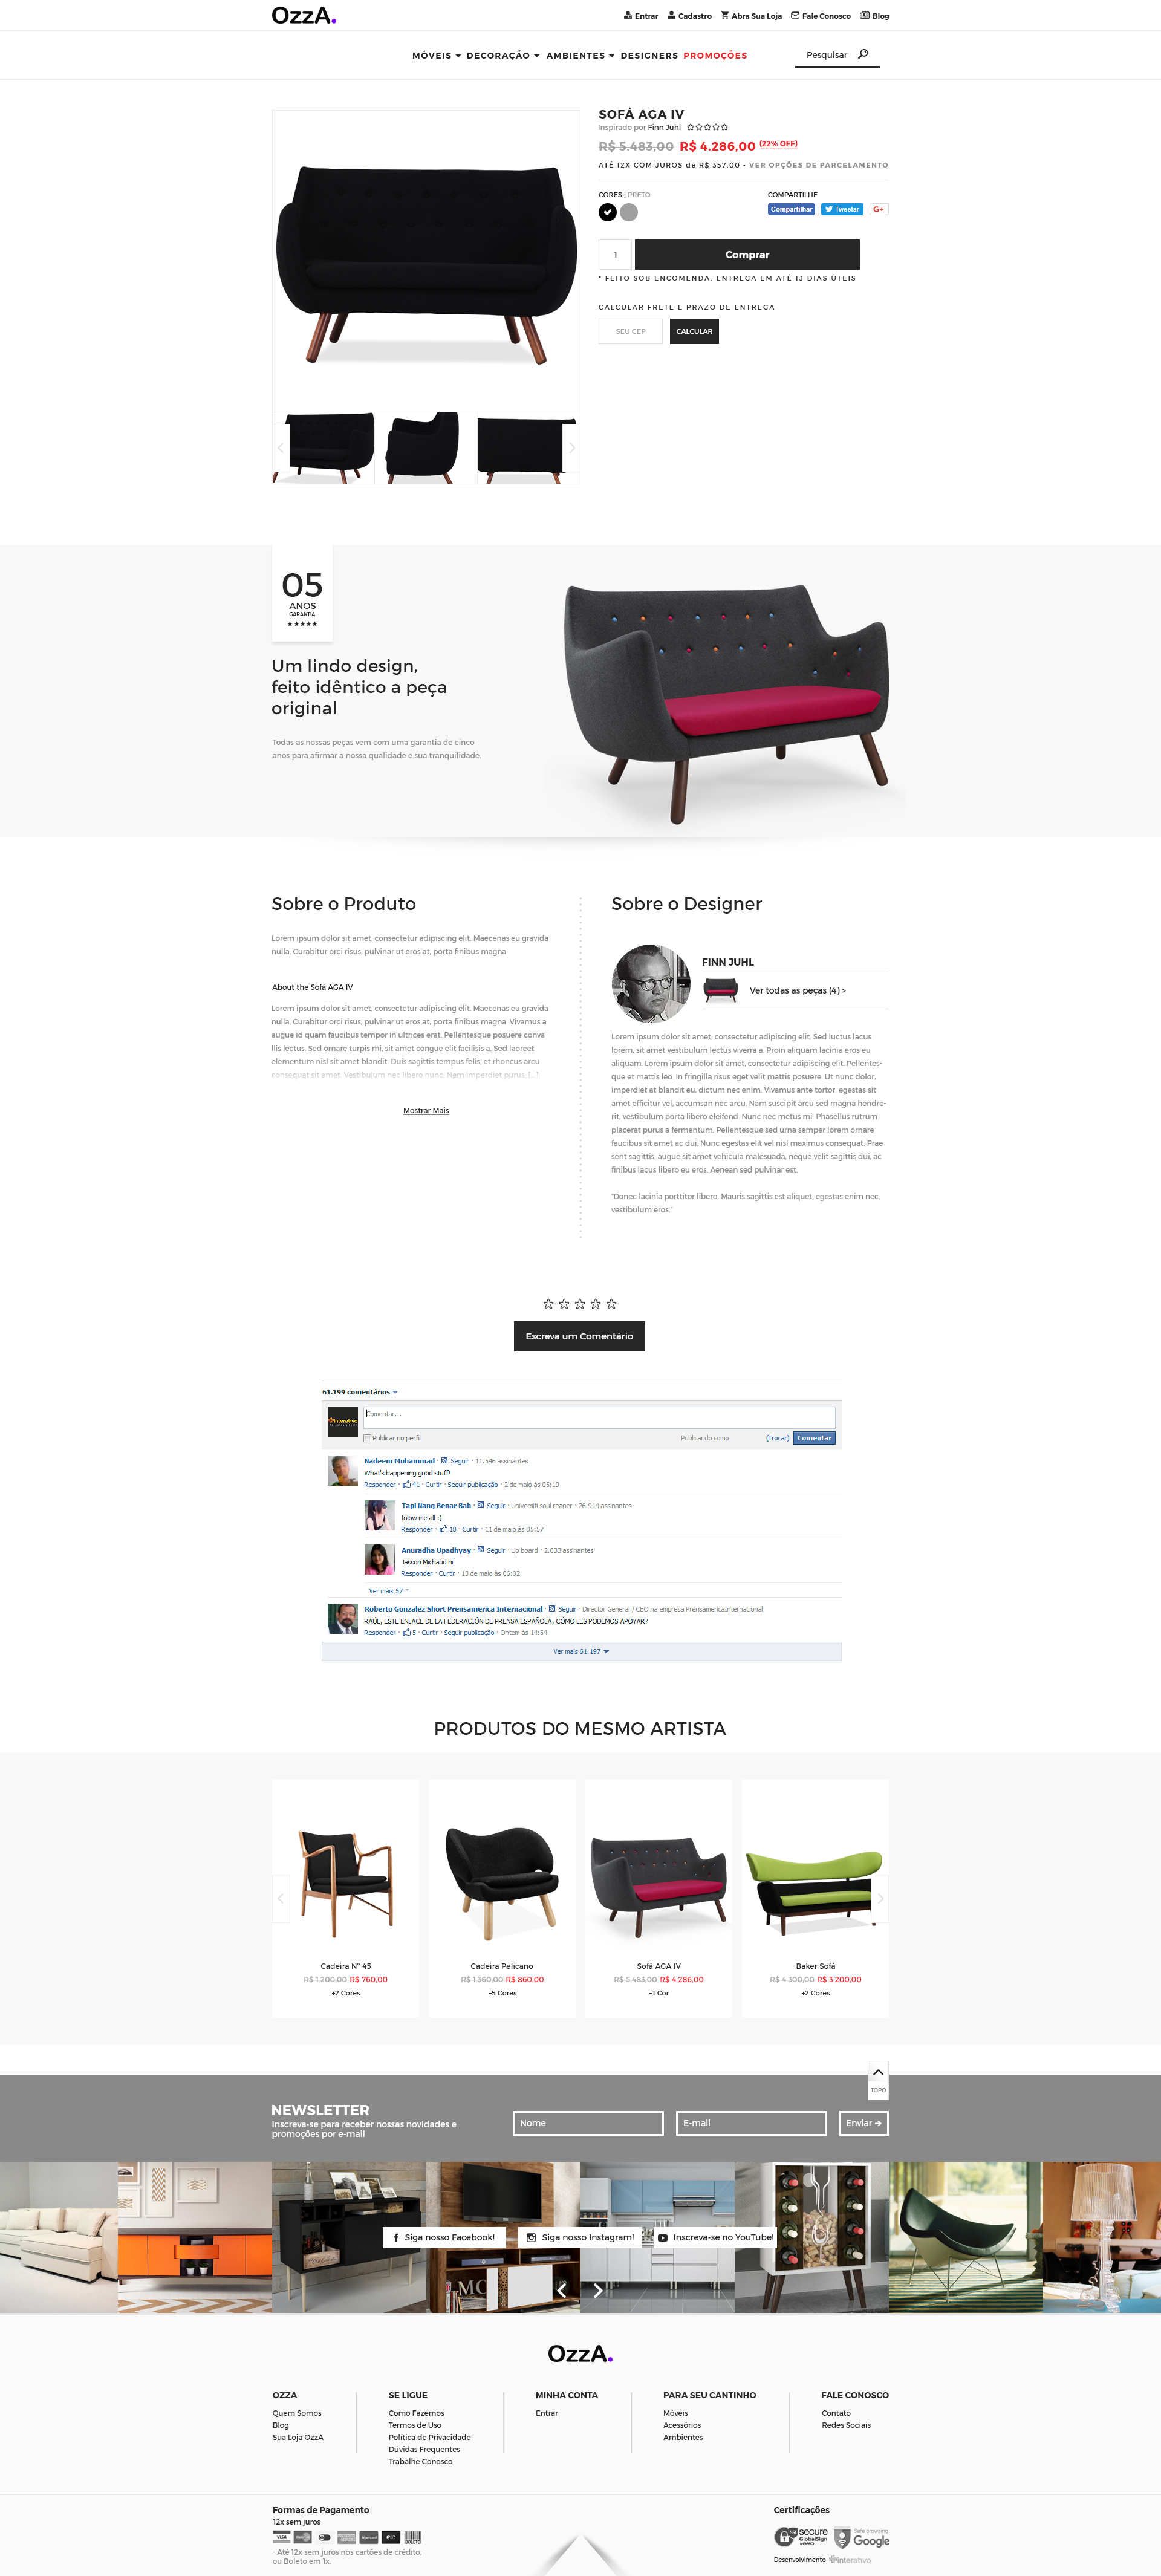 OzzA.
Entrar Cadastro Abra Sua Loja Fale Conosco Blog
MÓVEIS DECORAÇÃO AMBIENTES DESIGNERS PROMOÇÕES
Pesquisar
SOFÁ AGA IV
Inspirado por Finn Juhl
R$ 5.483,00 R$ 4.286,00 (22% OFF)
ATÉ 12X COM JUROS de R$ 357,00 - VER OPÇÕES DE PARCELAMENTO
CORES | PRETO
COMPARTILHE
Compartilhar Tweetar G+
1 Comprar
* FEITO SOB ENCOMENDA. ENTREGA EM ATÉ 13 DIAS ÚTEIS
CALCULAR FRETE E PRAZO DE ENTREGA
SEU CEP CALCULAR
05
ANOS
GARANTIA
★★★★★
Um lindo design,
feito idêntico a peça
original
Todas as nossas peças vem com uma garantia de cinco
anos para afirmar a nossa qualidade e sua tranquilidade.
Sobre o Produto
Lorem ipsum dolor sit amet, consectetur adipiscing elit. Maecenas eu gravida
nulla. Curabitur orci risus, pulvinar ut eros at, porta finibus magna.
About the Sofá AGA IV
Lorem ipsum dolor sit amet, consectetur adipiscing elit. Maecenas eu gravida
nulla. Curabitur orci risus, pulvinar ut eros at, porta finibus magna. Vivamus a
augue id quam faucibus tempor in ultrices erat. Pellentesque posuere conva-
llis lectus. Sed ornare turpis mi, sit amet congue elit facilisis a. Sed laoreet
elementum nisl sit amet blandit. Duis sagittis tempus felis, et rhoncus arcu
consequat sit amet. Vestibulum nec libero nunc. Nam imperdiet purus, [...]
Mostrar Mais
Sobre o Designer
FINN JUHL
Ver todas as peças (4) >
Lorem ipsum dolor sit amet, consectetur adipiscing elit. Sed luctus lacus
lorem, sit amet vestibulum lectus viverra a. Proin aliquam lacinia eros eu
aliquam. Lorem ipsum dolor sit amet, consectetur adipiscing elit. Pellentes-
que et mattis leo. In fringilla risus eget velit mattis posuere. Ut nunc dolor,
imperdiet at blandit eu, dictum nec enim. Vivamus ante tortor, egestas sit
amet efficitur vel, accumsan nec arcu. Nam suscipit arcu sed magna hendre-
rit, vestibulum porta libero eleifend. Nunc nec metus mi. Phasellus rutrum
placerat purus a fermentum. Pellentesque sed urna semper lorem ornare
faucibus sit amet ac dui. Nunc egestas elit vel nisl maximus consequat. Prae-
sent sagittis, augue sit amet vehicula malesuada, neque velit sagittis dui, ac
finibus lacus libero eu eros. Aenean sed pulvinar est.
"Donec lacinia porttitor libero. Mauris sagittis est aliquet, egestas enim nec,
vestibulum eros."
Escreva um Comentário
61.199 comentários
interativo
Comentar...
Publicar no perfil
Publicando como (Trocar) Comentar
Nadeem Muhammad · Seguir · 11.546 assinantes
What's happening good stuff!
Responder · 41 · Curtir · Seguir publicação · 2 de maio às 05:19
Tapi Nang Benar Bah · Seguir · Universiti soul reaper · 26.914 assinantes
folow me all :)
Responder · 18 · Curtir · 11 de maio às 05:57
Anuradha Upadhyay · Seguir · Up board · 2.033 assinantes
Jasson Michaud hi
Responder · Curtir · 13 de maio às 06:02
Ver mais 57
Roberto Gonzalez Short Prensamerica Internacional · Seguir · Director General / CEO na empresa PrensamericaInternacional
RAÚL, ESTE ENLACE DE LA FEDERACIÓN DE PRENSA ESPAÑOLA, CÓMO LES PODEMOS APOYAR?
Responder · 5 · Curtir · Seguir publicação · Ontem às 14:54
Ver mais 61.197
PRODUTOS DO MESMO ARTISTA
Cadeira Nº 45
R$ 1.200,00 R$ 760,00
+2 Cores
Cadeira Pelicano
R$ 1.360,00 R$ 860,00
+5 Cores
Sofá AGA IV
R$ 5.483,00 R$ 4.286,00
+1 Cor
Baker Sofá
R$ 4.300,00 R$ 3.200,00
+2 Cores
TOPO
NEWSLETTER
Inscreva-se para receber nossas novidades e
promoções por e-mail
Nome E-mail Enviar
Siga nosso Facebook! Siga nosso Instagram! Inscreva-se no YouTube!
OzzA.
OZZA
Quem Somos
Blog
Sua Loja OzzA
SE LIGUE
Como Fazemos
Termos de Uso
Política de Privacidade
Dúvidas Frequentes
Trabalhe Conosco
MINHA CONTA
Entrar
PARA SEU CANTINHO
Móveis
Acessórios
Ambientes
FALE CONOSCO
Contato
Redes Sociais
Formas de Pagamento
12x sem juros
VISA elo BOLETO
- Até 12x sem juros nos cartões de crédito,
ou Boleto em 1x.
Certificações
SSL secure GlobalSign
Safe browsing Google
Desenvolvimento interativo